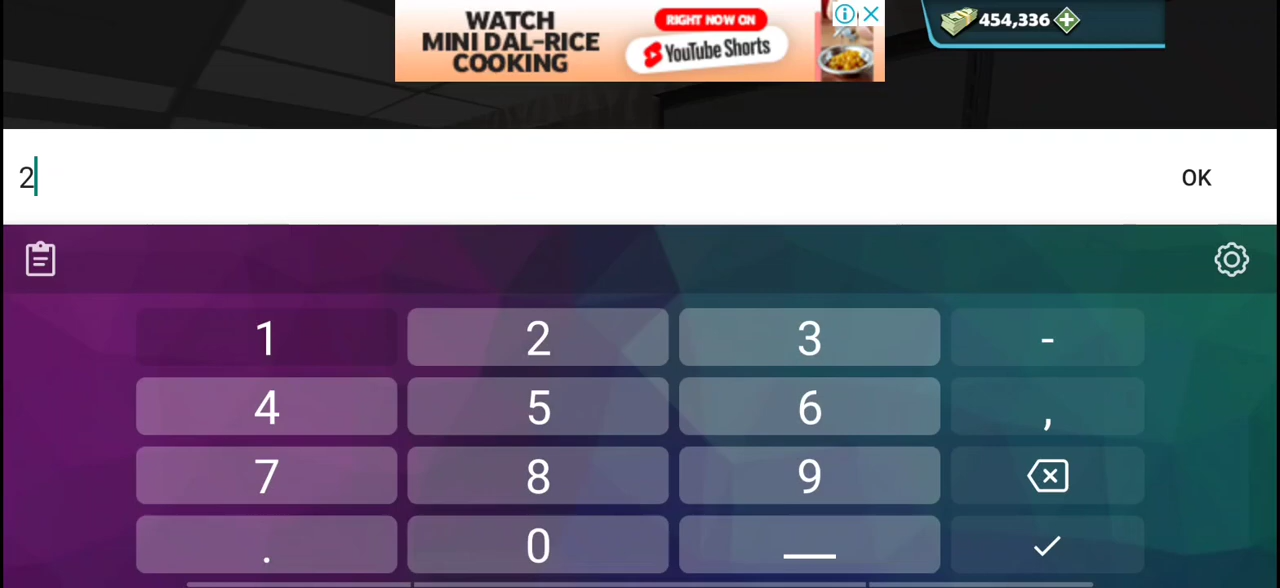 WATCH
MINI DAL-RICE
COOKING
RIGHT NOW ON
YouTube Shorts
454,336
2
OK
1 2 3 -
4 5 6 ,
7 8 9
. 0